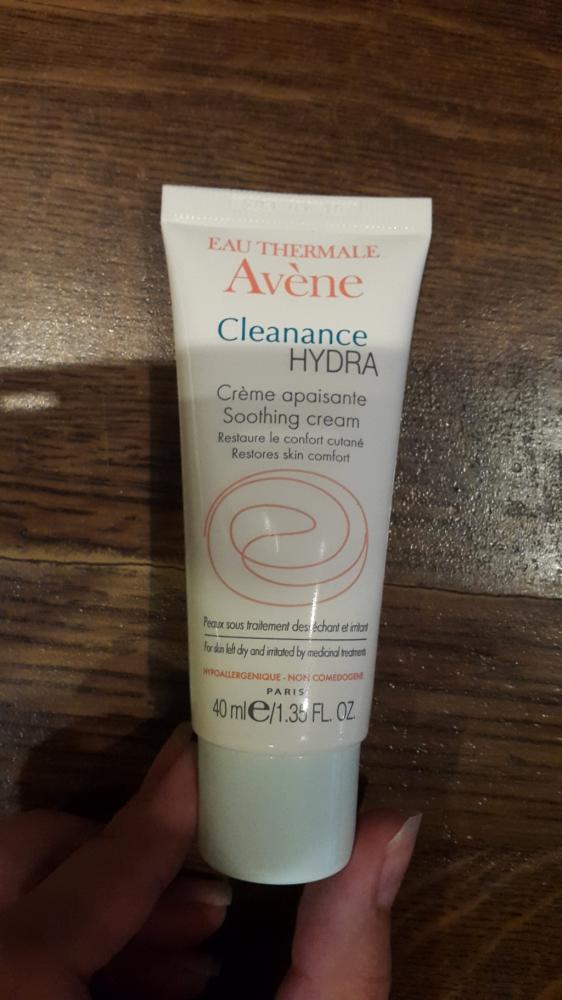 EAU THERMALE
Avène
Cleanance
HYDRA
Crème apaisante
Soothing cream
Restaure le confort cutané
Restores skin comfort
Peaux sous traitement desséchant et irritant
For skin left dry and irritated by medicinal treatments
HYPOALLERGENIQUE - NON COMEDOGENE
PARIS
40 ml e/1.35 FL. OZ.